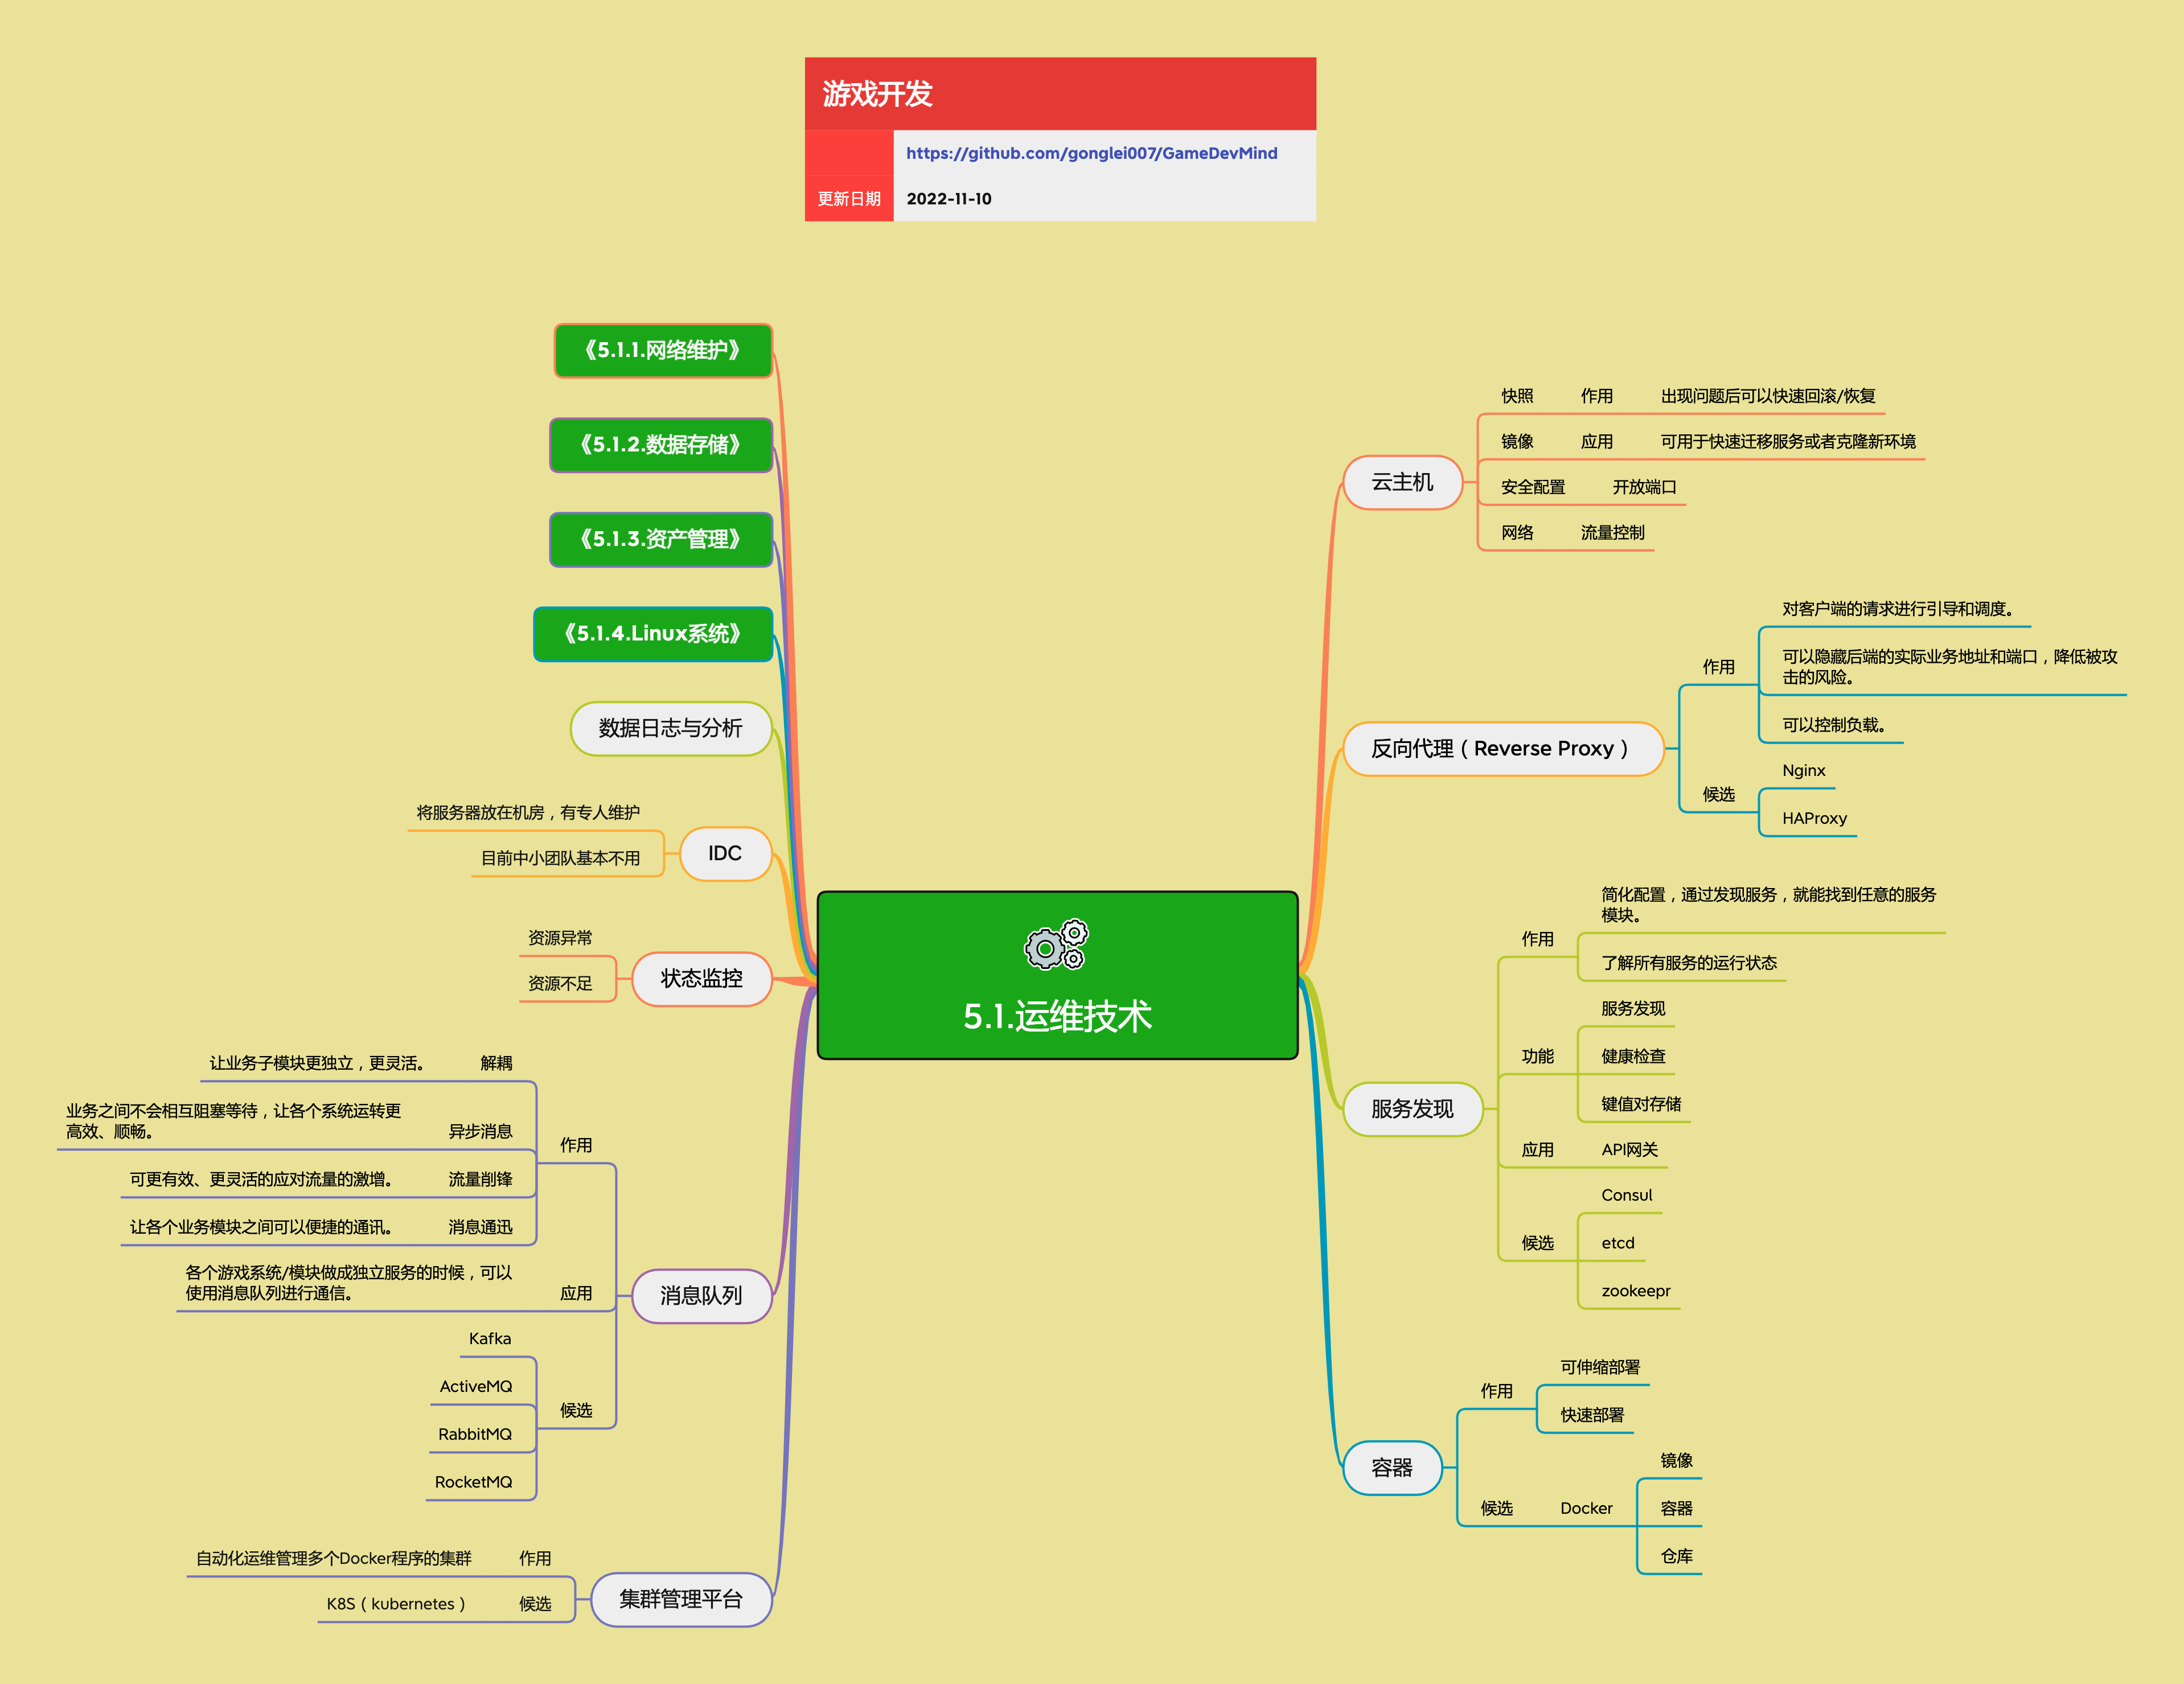 游戏开发
https://github.com/gonglei007/GameDevMind
更新日期 2022-11-10
5.1.运维技术
云主机
快照 作用 出现问题后可以快速回滚/恢复
镜像 应用 可用于快速迁移服务或者克隆新环境
安全配置 开放端口
网络 流量控制
反向代理（Reverse Proxy）
作用
对客户端的请求进行引导和调度。
可以隐藏后端的实际业务地址和端口，降低被攻
击的风险。
可以控制负载。
候选
Nginx
HAProxy
服务发现
作用
简化配置，通过发现服务，就能找到任意的服务
模块。
了解所有服务的运行状态
功能
服务发现
健康检查
键值对存储
应用 API网关
候选
Consul
etcd
zookeepr
容器
作用
可伸缩部署
快速部署
候选 Docker
镜像
容器
仓库
《5.1.1.网络维护》
《5.1.2.数据存储》
《5.1.3.资产管理》
《5.1.4.Linux系统》
数据日志与分析
IDC
将服务器放在机房，有专人维护
目前中小团队基本不用
状态监控
资源异常
资源不足
消息队列
作用
解耦 让业务子模块更独立，更灵活。
异步消息
业务之间不会相互阻塞等待，让各个系统运转更
高效、顺畅。
流量削锋 可更有效、更灵活的应对流量的激增。
消息通迅 让各个业务模块之间可以便捷的通讯。
应用
各个游戏系统/模块做成独立服务的时候，可以
使用消息队列进行通信。
候选
Kafka
ActiveMQ
RabbitMQ
RocketMQ
集群管理平台
作用 自动化运维管理多个Docker程序的集群
候选 K8S（kubernetes）